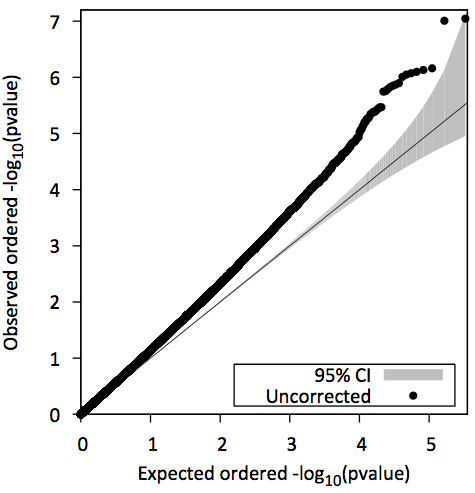 Observed ordered -log10(pvalue)
7
6
5
4
3
2
1
0
95% CI
Uncorrected
0 1 2 3 4 5
Expected ordered -log10(pvalue)